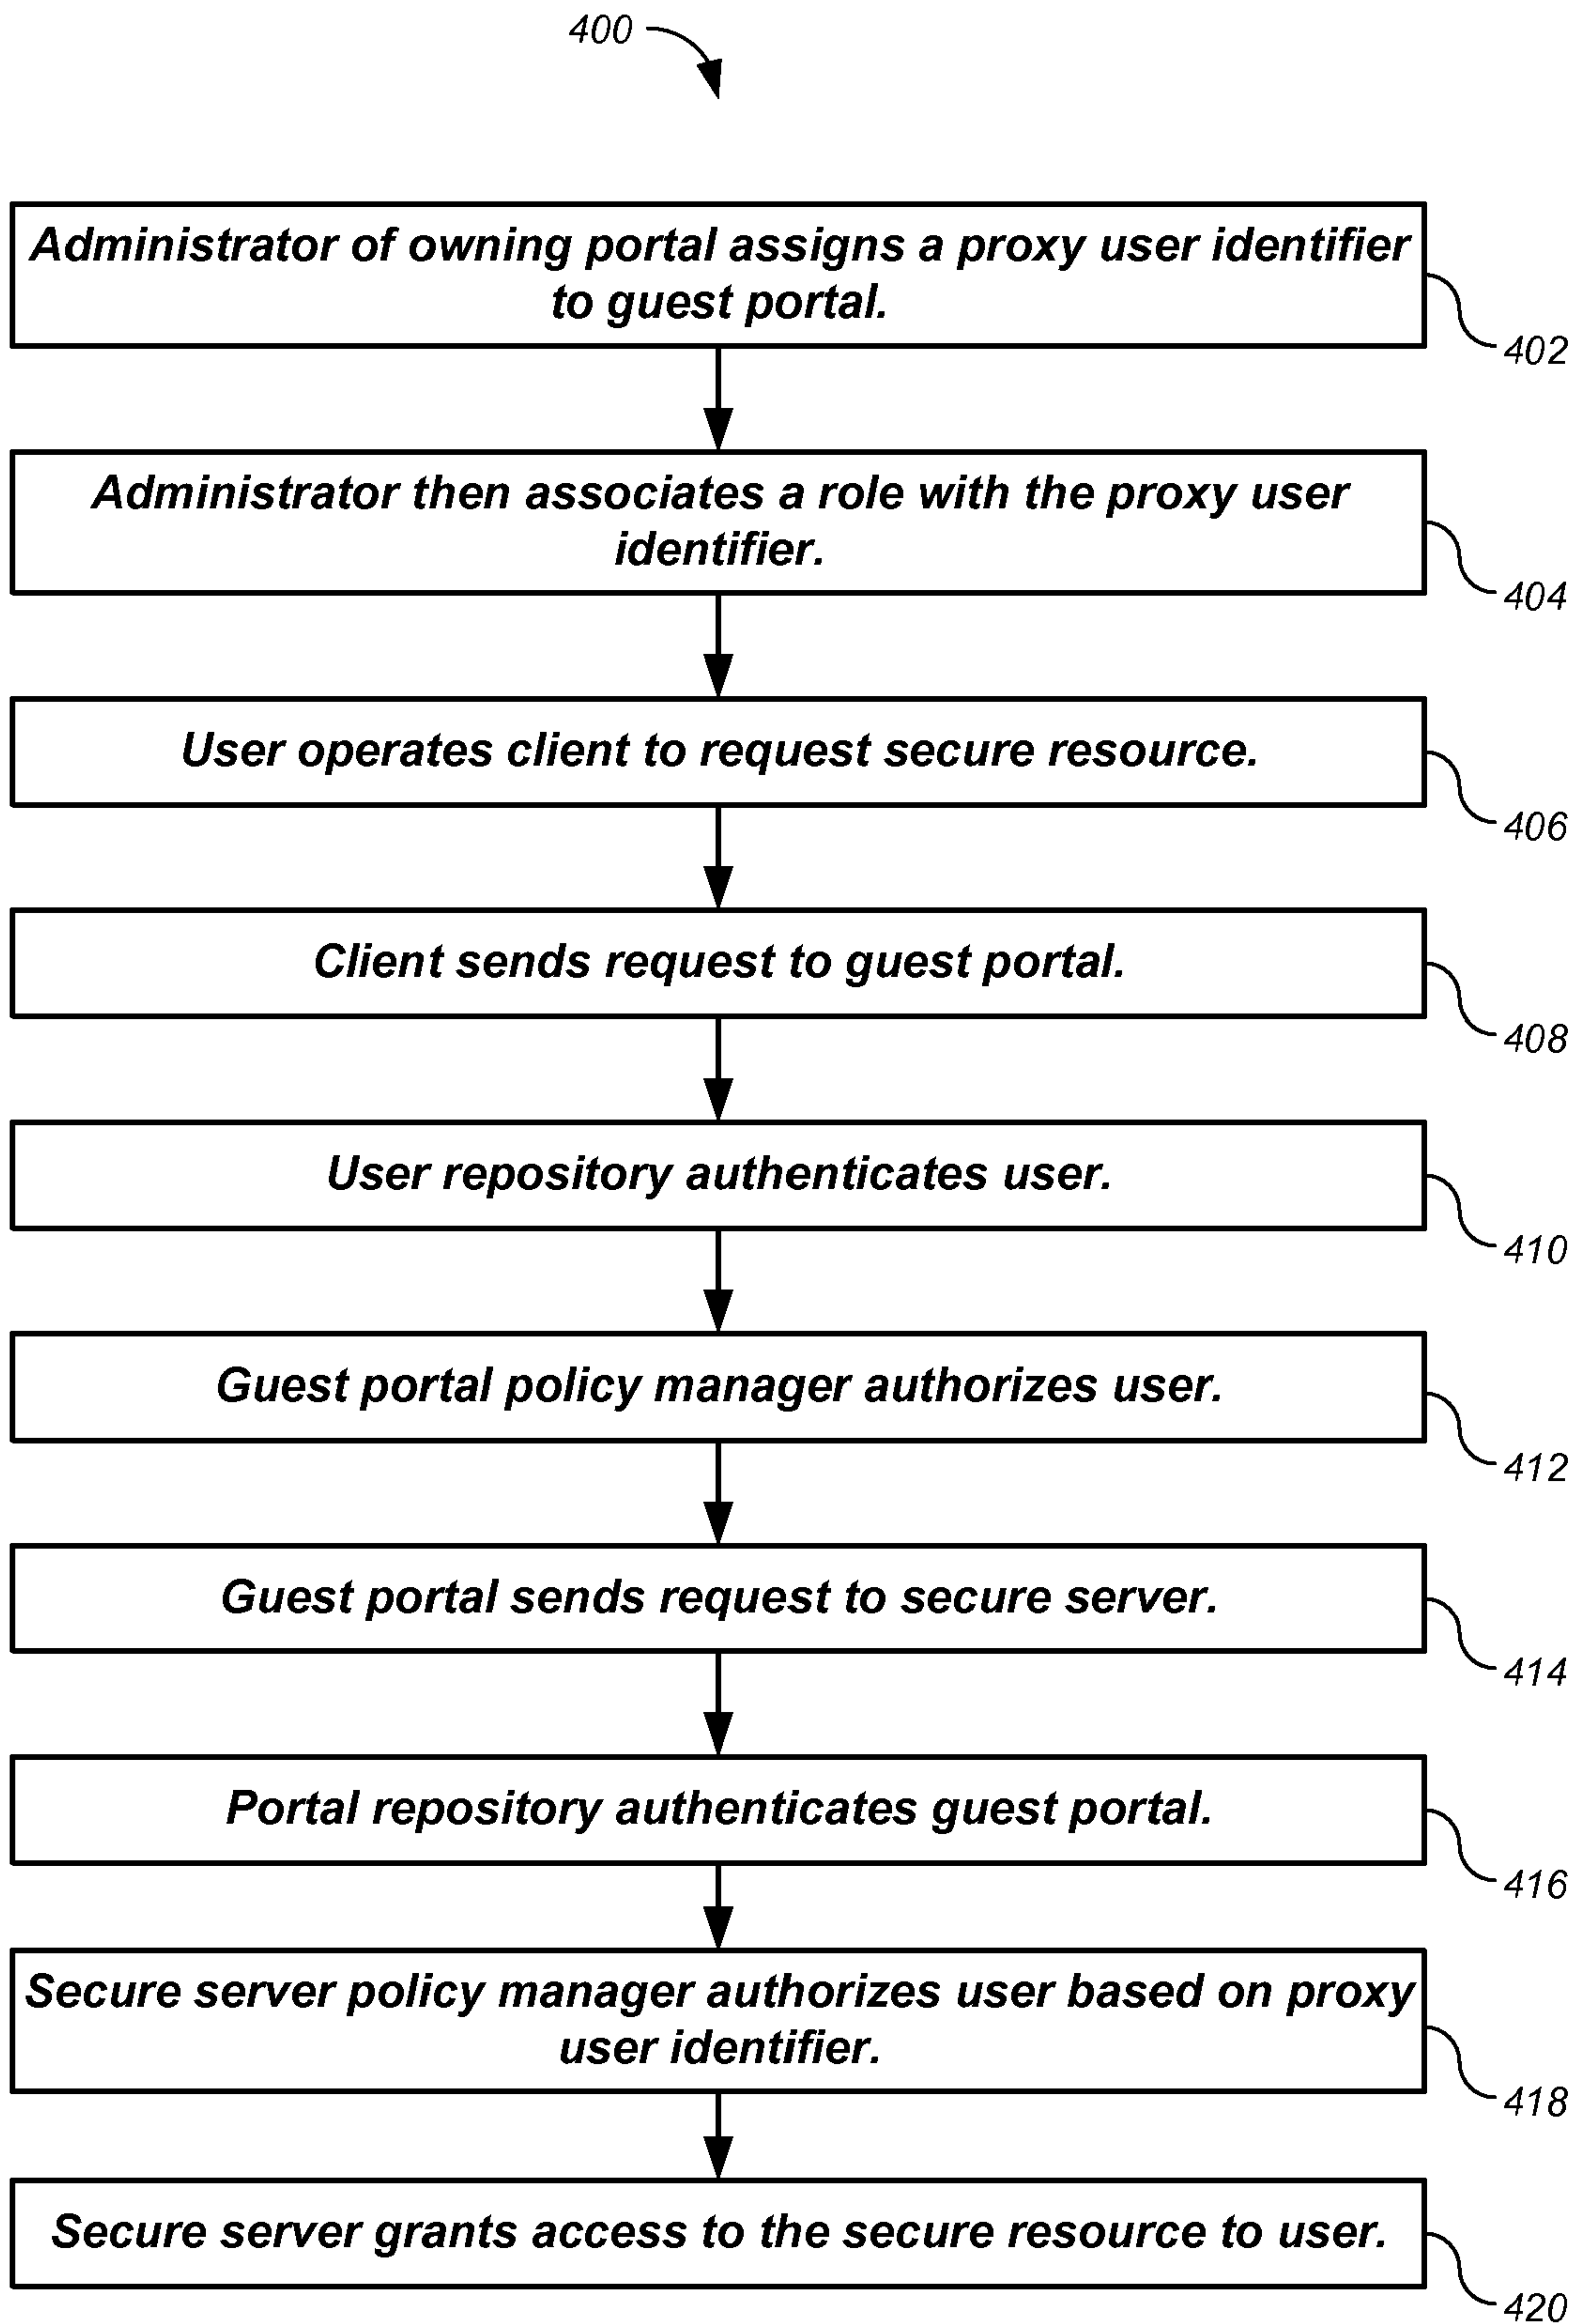 400
Administrator of owning portal assigns a proxy user identifier
to guest portal.
402
Administrator then associates a role with the proxy user
identifier.
404
User operates client to request secure resource.
406
Client sends request to guest portal.
408
User repository authenticates user.
410
Guest portal policy manager authorizes user.
412
Guest portal sends request to secure server.
414
Portal repository authenticates guest portal.
416
Secure server policy manager authorizes user based on proxy
user identifier.
418
Secure server grants access to the secure resource to user.
420